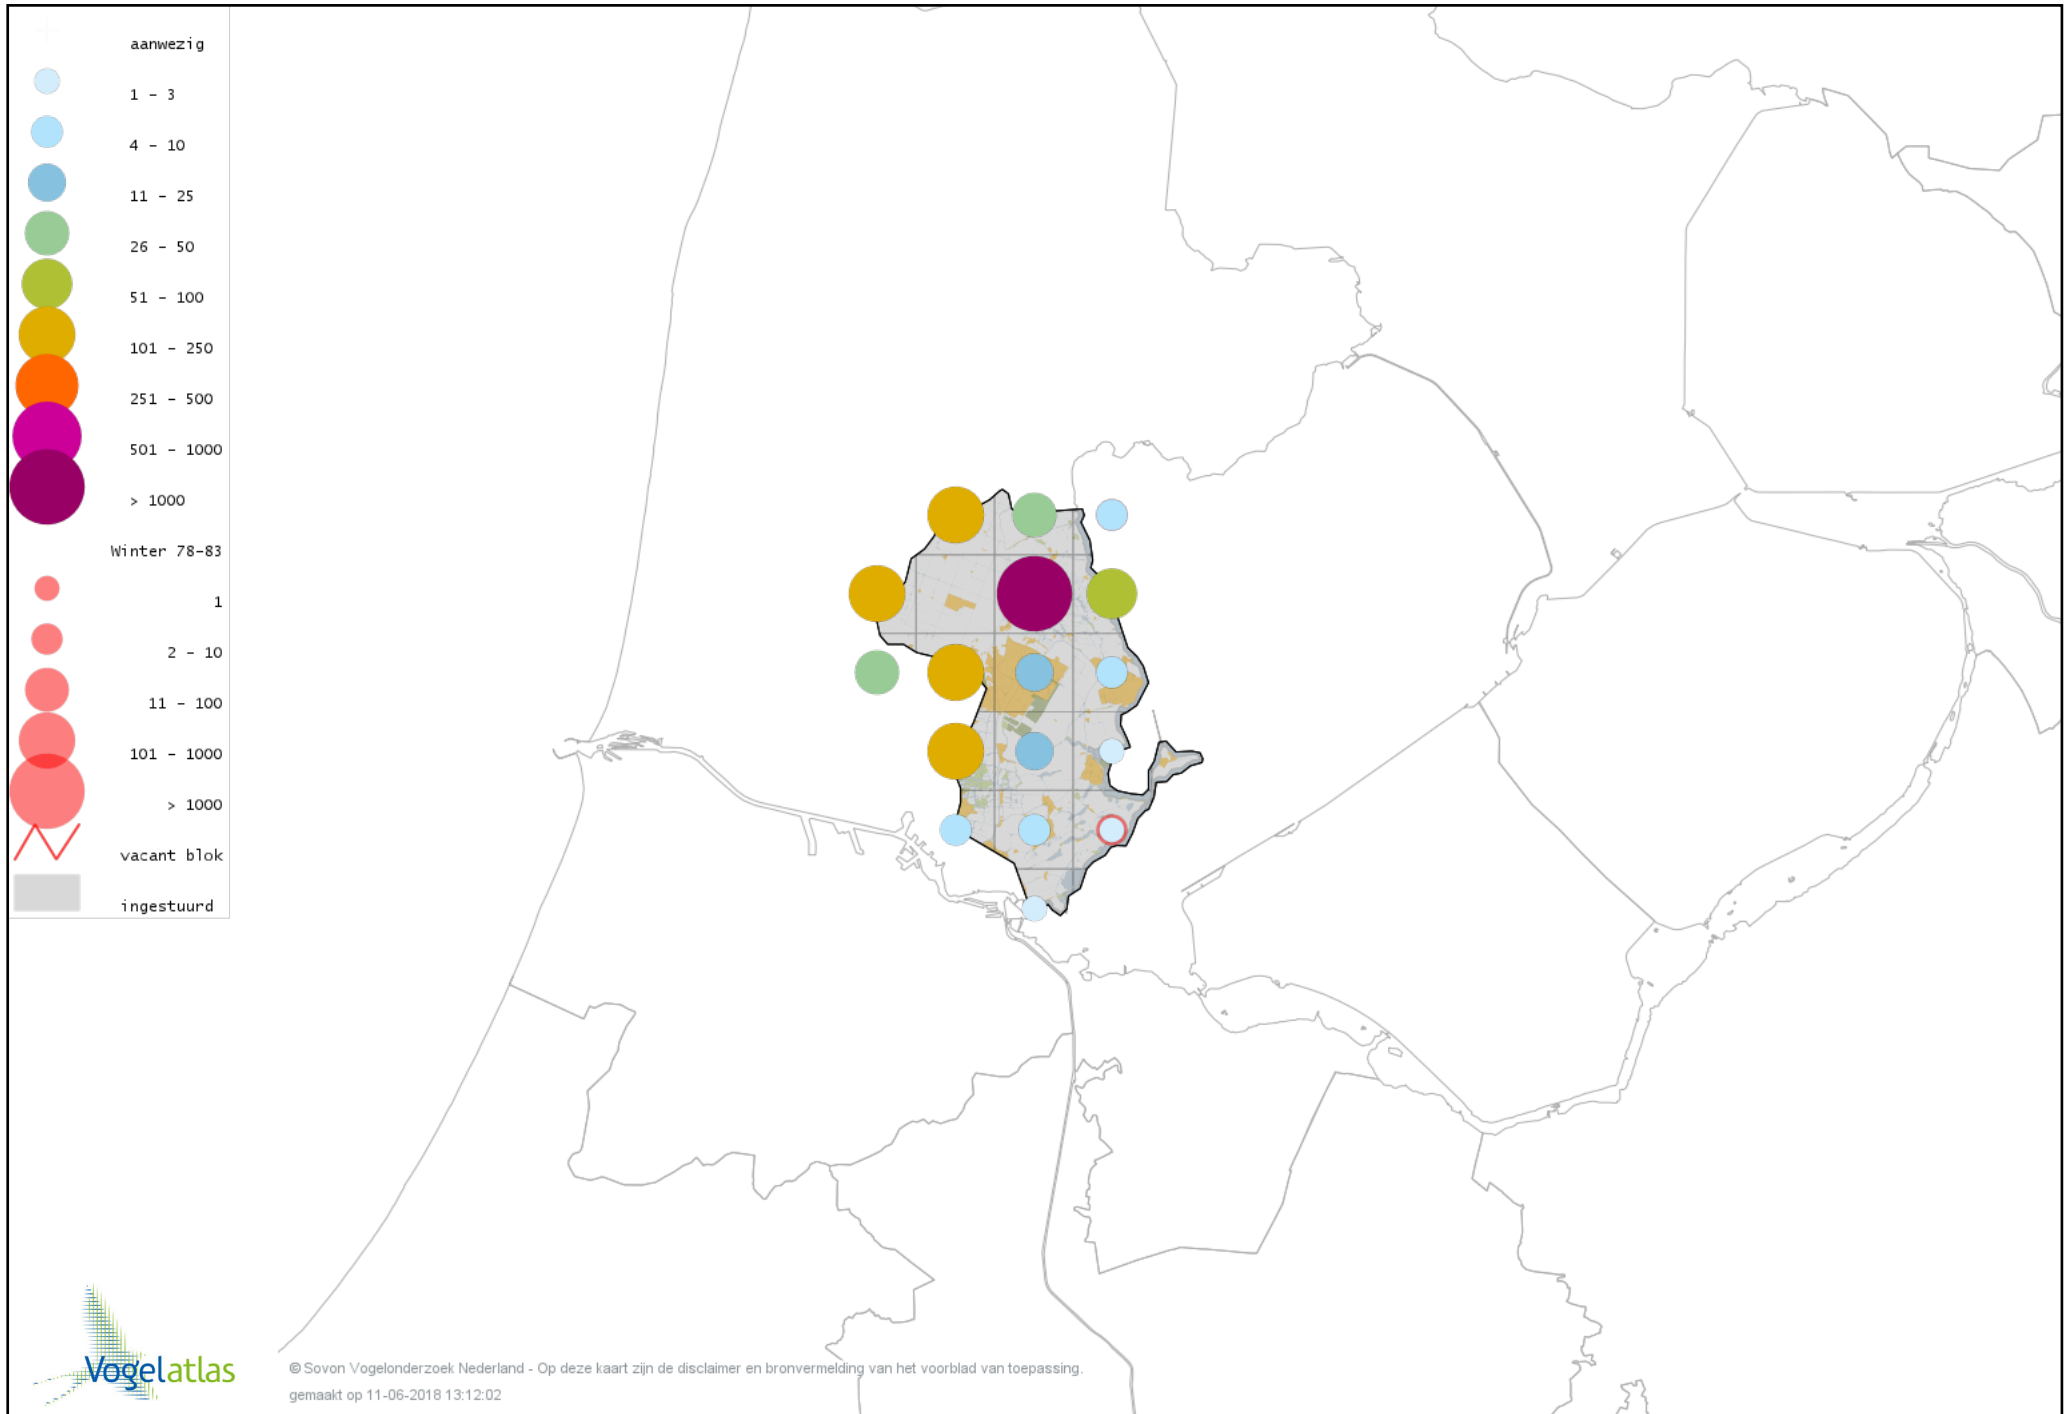 aanwezig
1 - 3
4 - 10
11 - 25
26 - 50
51 - 100
101 - 250
251 - 500
501 - 1000
> 1000
Winter 78-83
1
2 - 10
11 - 100
101 - 1000
> 1000
vacant blok
ingestuurd
Vogelatlas
© Sovon Vogelonderzoek Nederland - Op deze kaart zijn de disclaimer en bronvermelding van het voorblad van toepassing.
gemaakt op 11-06-2018 13:12:02